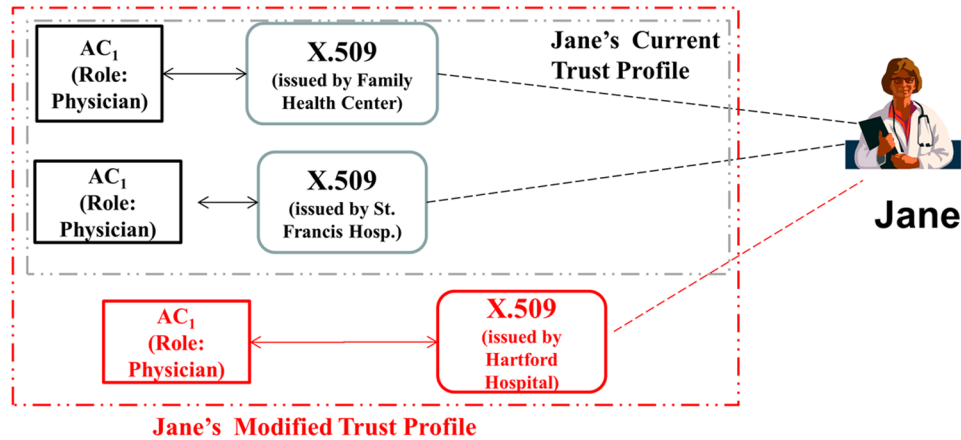 AC1
(Role:
Physician)
X.509
(issued by Family
Health Center)
Jane's Current
Trust Profile
AC1
(Role:
Physician)
X.509
(issued by St.
Francis Hosp.)
Jane
AC1
(Role:
Physician)
X.509
(issued by
Hartford
Hospital)
Jane's Modified Trust Profile